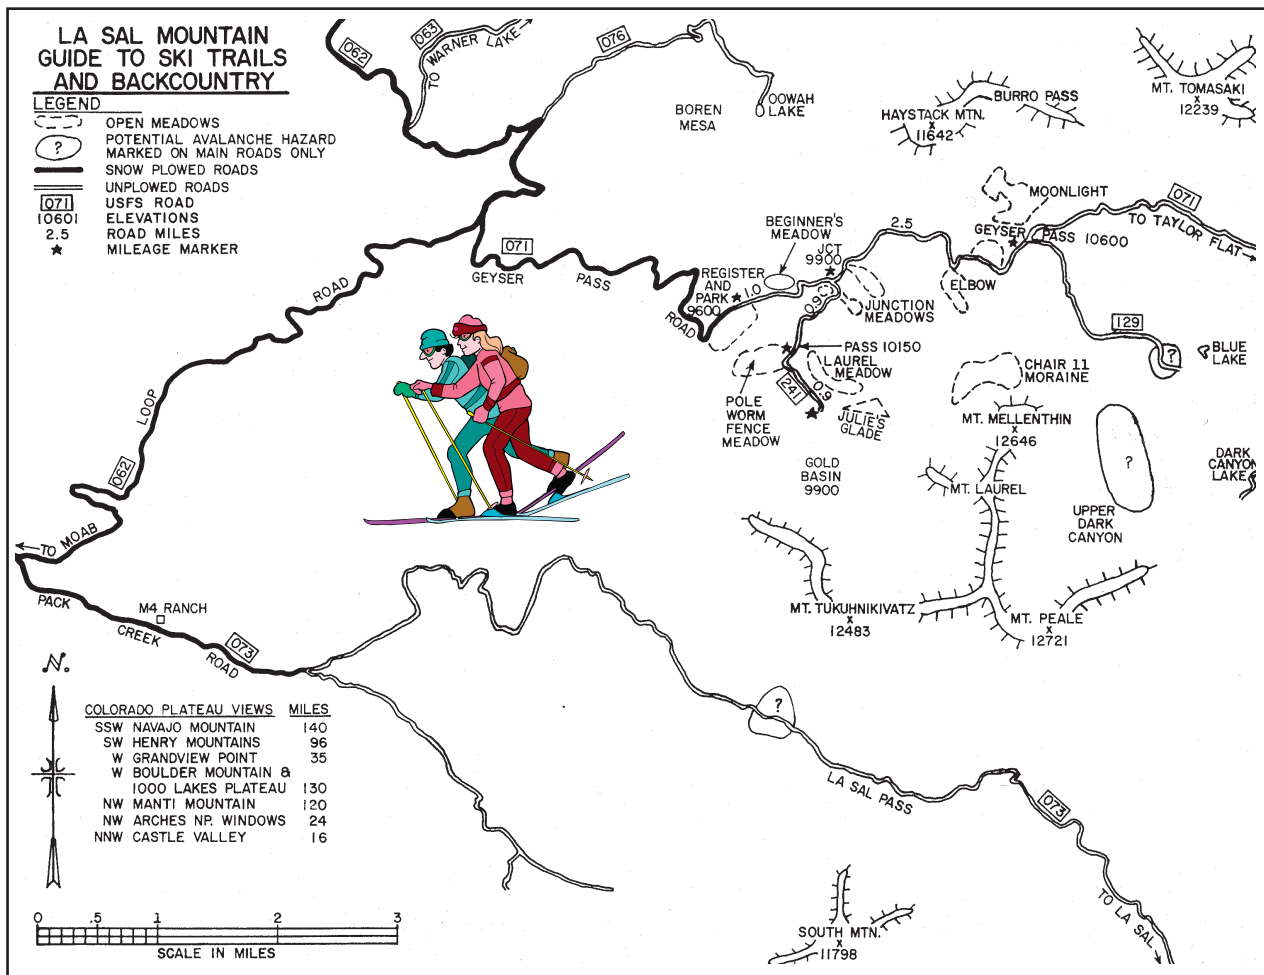 LA SAL MOUNTAIN
GUIDE TO SKI TRAILS
AND BACKCOUNTRY
LEGEND
OPEN MEADOWS
?
POTENTIAL AVALANCHE HAZARD
MARKED ON MAIN ROADS ONLY
SNOW PLOWED ROADS
UNPLOWED ROADS
071 USFS ROAD
10601 ELEVATIONS
2.5 ROAD MILES
★ MILEAGE MARKER
062
063
TO WARNER LAKE
076
OOWAH
LAKE
BOREN
MESA
HAYSTACK MTN.
x
11642
BURRO PASS
MT. TOMASAKI
x
12239
MOONLIGHT
071
TO TAYLOR FLAT
GEYSER PASS 10600
BEGINNER'S
MEADOW
JCT
9900
2.5
071
GEYSER PASS ROAD
REGISTER
AND
PARK
9600
1.0
0.9
ELBOW
JUNCTION
MEADOWS
129
?
BLUE
LAKE
PASS 10150
LAUREL
MEADOW
241
0.9
POLE
WORM
FENCE
MEADOW
JULIE'S
GLADE
CHAIR 11
MORAINE
MT. MELLENTHIN
x
12646
GOLD
BASIN
9900
MT. LAUREL
?
UPPER
DARK
CANYON
DARK
CANYON
LAKE
LOOP ROAD
062
TO MOAB
M4 RANCH
PACK CREEK ROAD
073
MT. TUKUHNIKIVATZ
x
12483
MT. PEALE
x
12721
N.
COLORADO PLATEAU VIEWS MILES
SSW NAVAJO MOUNTAIN 140
SW HENRY MOUNTAINS 96
W GRANDVIEW POINT 35
W BOULDER MOUNTAIN &
1000 LAKES PLATEAU 130
NW MANTI MOUNTAIN 120
NW ARCHES NP. WINDOWS 24
NNW CASTLE VALLEY 16
?
LA SAL PASS
073
TO LA SAL
SOUTH MTN.
x
11798
0 .5 1 2 3
SCALE IN MILES